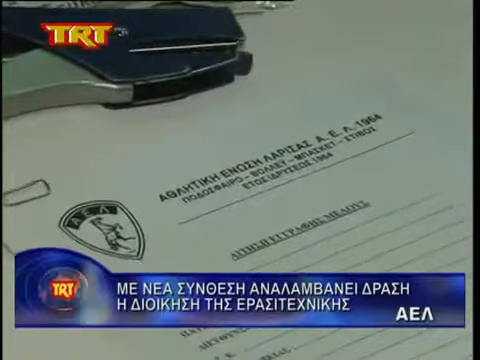 TRT
ΑΘΛΗΤΙΚΗ ΕΝΩΣΗ ΛΑΡΙΣΑΣ Α. Ε. Λ. 1964
ΠΟΔΟΣΦΑΙΡΟ - ΒΟΛΛΕΥ - ΜΠΑΣΚΕΤ - ΣΤΙΒΟΣ
ΕΤΟΣ ΙΔΡΥΣΕΩΣ 1964
ΑΕΛ
ΑΙΤΗΣΗ ΕΓΓΡΑΦΗΣ ΜΕΛΟΥΣ
TRT
ΜΕ ΝΕΑ ΣΥΝΘΕΣΗ ΑΝΑΛΑΜΒΑΝΕΙ ΔΡΑΣΗ
Η ΔΙΟΙΚΗΣΗ ΤΗΣ ΕΡΑΣΙΤΕΧΝΙΚΗΣ
ΑΕΛ